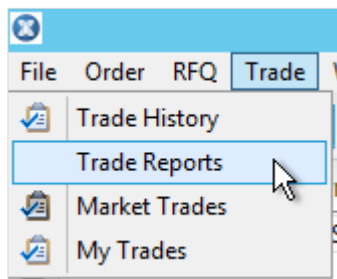 File Order RFQ Trade
Trade History
Trade Reports
Market Trades
My Trades